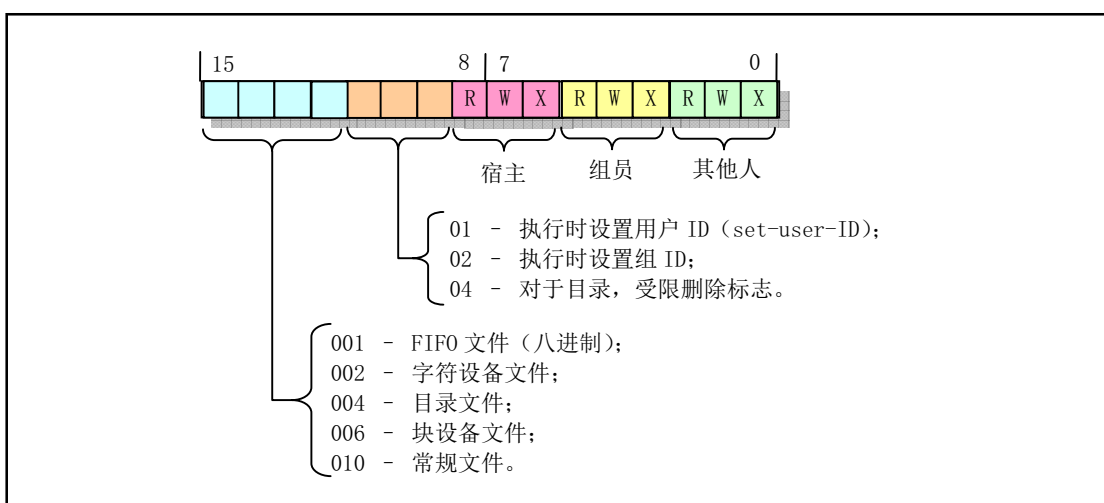 15 8 7 0
R W X R W X R W X
宿主 组员 其他人
01 - 执行时设置用户 ID（set-user-ID）；
02 - 执行时设置组 ID；
04 - 对于目录，受限删除标志。
001 - FIFO 文件（八进制）；
002 - 字符设备文件；
004 - 目录文件；
006 - 块设备文件；
010 - 常规文件。